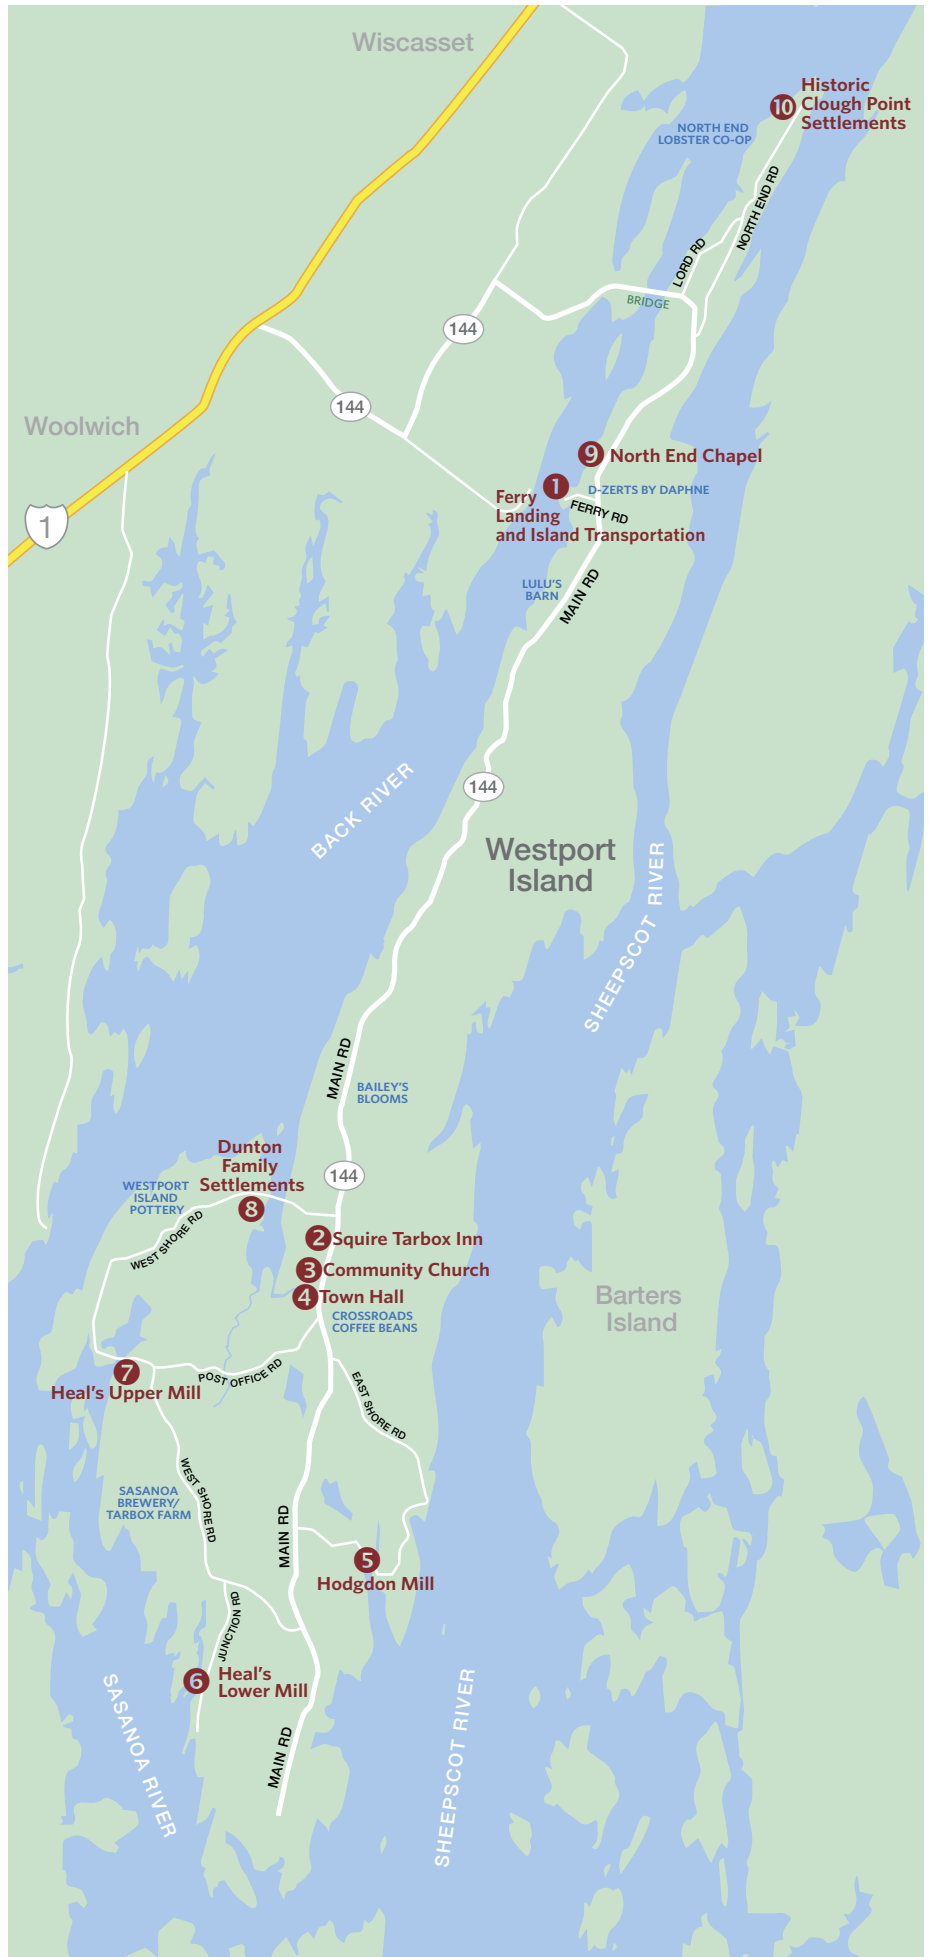 Wiscasset
10
Historic
Clough Point
Settlements
NORTH END
LOBSTER CO-OP
NORTH END RD
LORD RD
BRIDGE
144
144
Woolwich
1
9
North End Chapel
1
D-ZERTS BY DAPHNE
Ferry
Landing
and Island Transportation
FERRY RD
LULU'S
BARN
MAIN RD
BACK RIVER
144
Westport
Island
SHEEPSCOT RIVER
MAIN RD
BAILEY'S
BLOOMS
Dunton
Family
Settlements
8
144
WESTPORT
ISLAND
POTTERY
WEST SHORE RD
2
Squire Tarbox Inn
3
Community Church
4
Town Hall
CROSSROADS
COFFEE BEANS
Barters
Island
7
Heal's Upper Mill
POST OFFICE RD
EAST SHORE RD
WEST SHORE RD
SASANOA
BREWERY/
TARBOX FARM
MAIN RD
5
Hodgdon Mill
JUNCTION RD
6
Heal's
Lower Mill
SASANOA RIVER
MAIN RD
SHEEPSCOT RIVER